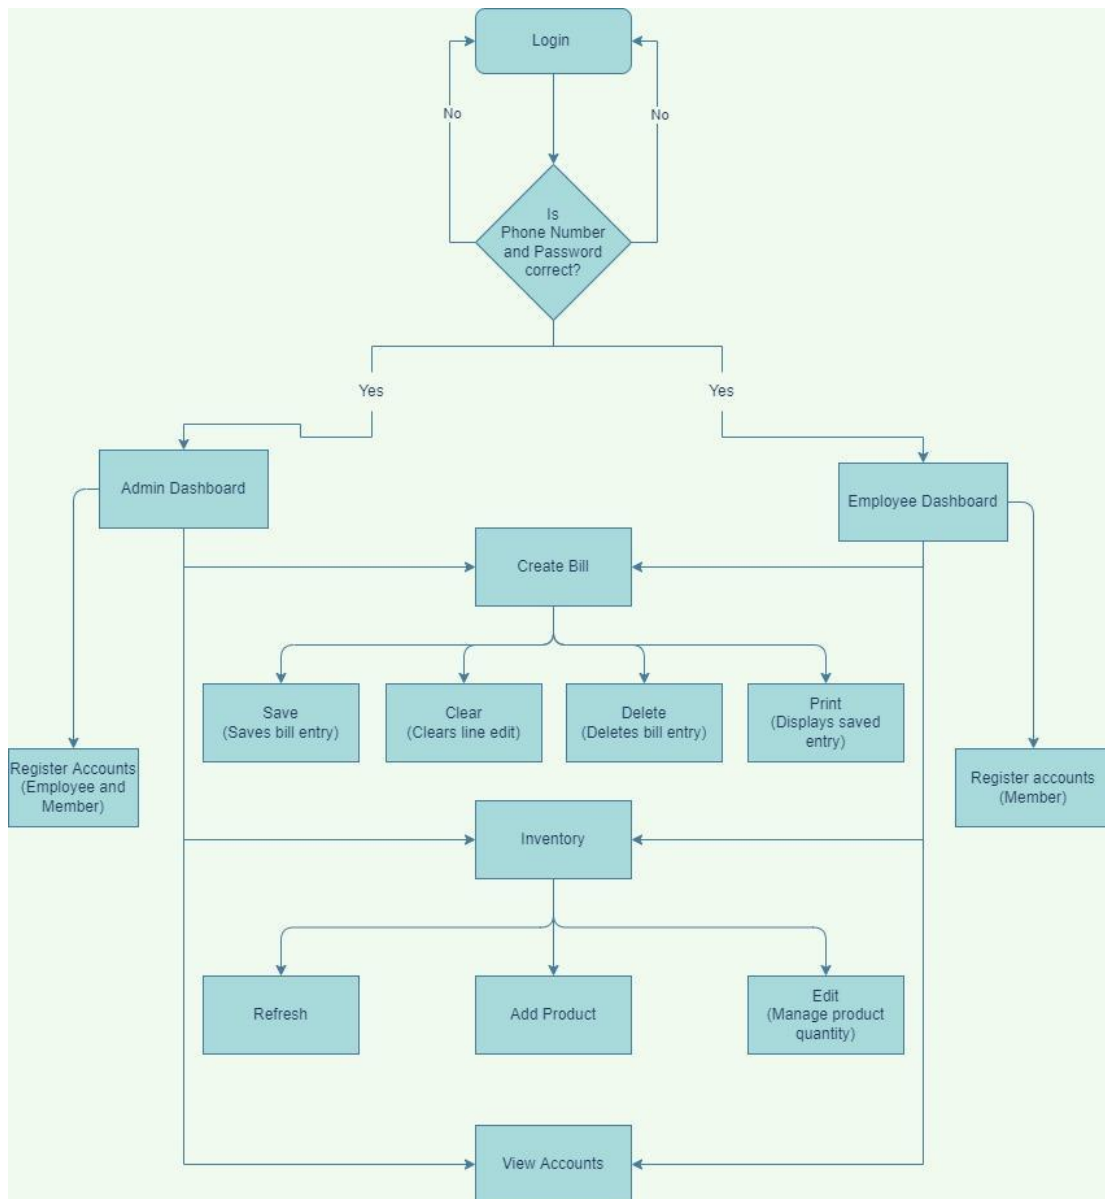 Login
No
No
Is
Phone Number
and Password
correct?
Yes
Yes
Admin Dashboard
Employee Dashboard
Create Bill
Save
(Saves bill entry)
Clear
(Clears line edit)
Delete
(Deletes bill entry)
Print
(Displays saved
entry)
Register Accounts
(Employee and
Member)
Register accounts
(Member)
Inventory
Refresh
Add Product
Edit
(Manage product
quantity)
View Accounts